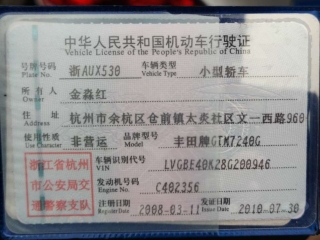 中华人民共和国机动车行驶证
Vehicle License of the People's Republic of China
号牌号码 浙AUX530 车辆类型 小型轿车
Plate No. Vehicle Type
所有人 金淼红
Owner
住址 杭州市余杭区仓前镇太炎社区文一西路960
Address
使用性质 非营运 品牌型号 丰田牌GTM7240G
Use Character Model
车辆识别代号 LVGBE40K28G200946
VIN
发动机号码 C402356
Engine No.
注册日期 2008-03-11 发证日期 2010-07-30
Register Date Issue Date
浙江省杭州
市公安局交
通警察支队